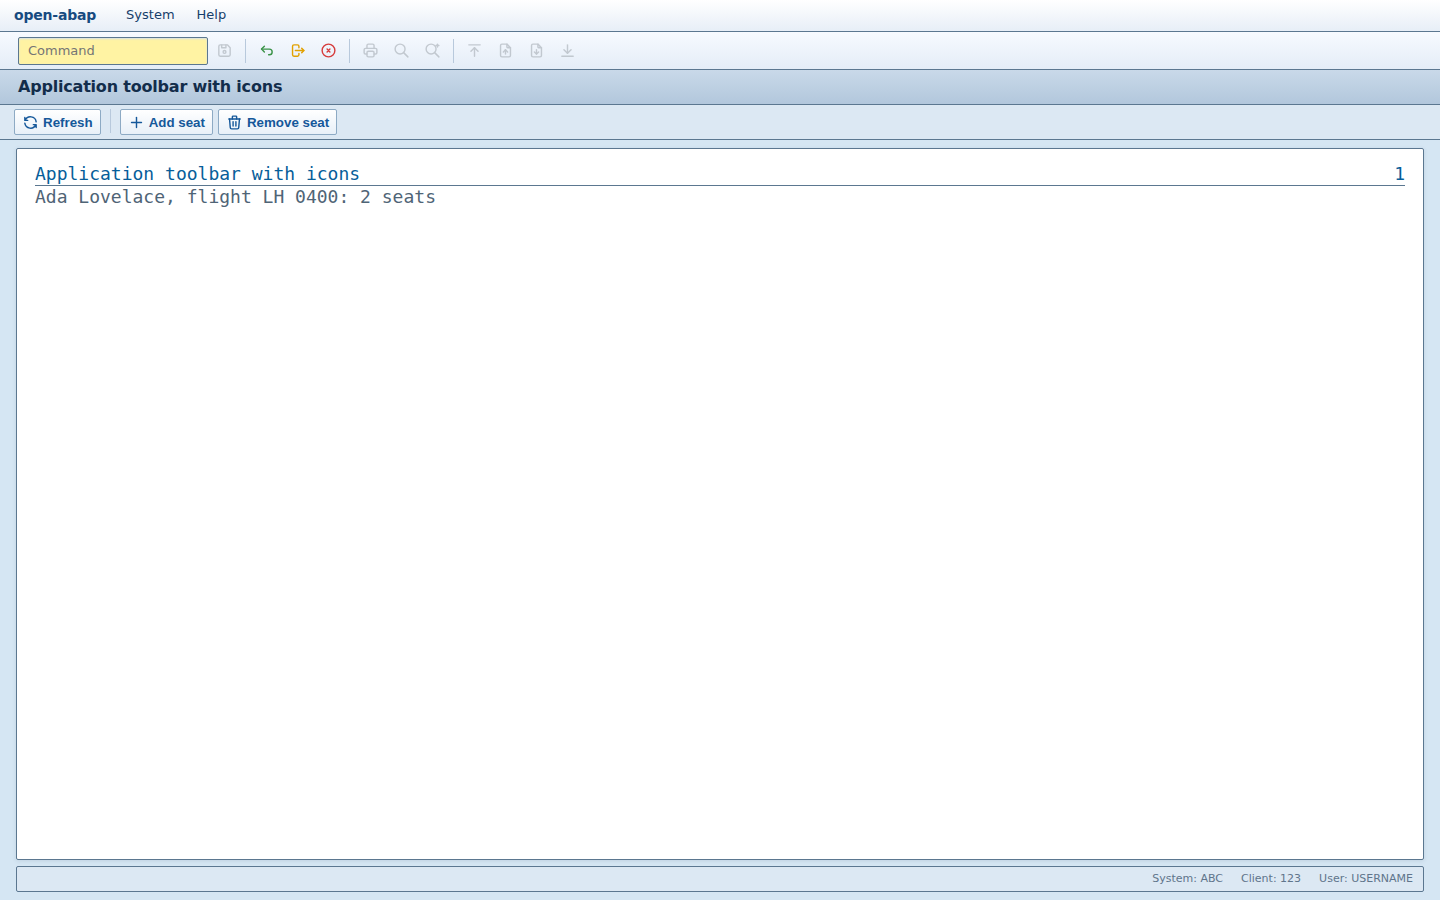 open-abap System Help
Command
Application toolbar with icons
Refresh Add seat Remove seat
Application toolbar with icons 1
Ada Lovelace, flight LH 0400: 2 seats
System: ABC Client: 123 User: USERNAME